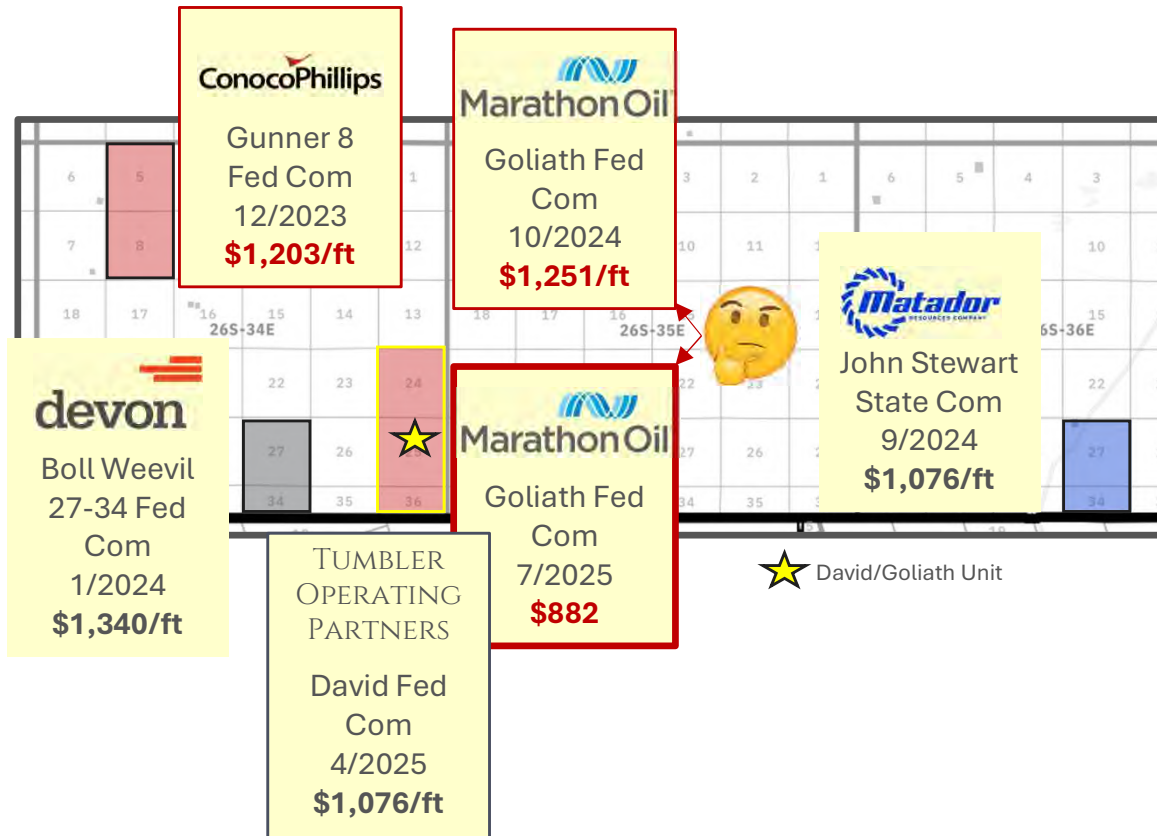 ConocoPhillips
Gunner 8
Fed Com
12/2023
$1,203/ft
Marathon Oil
Goliath Fed
Com
10/2024
$1,251/ft
6
5
1
3
2
1
6
5
4
3
7
8
12
10
11
10
18
17
16
15
14
13
18
17
16
15
26S-34E
26S-35E
6S-36E
Matador
RESOURCES COMPANY
John Stewart
State Com
9/2024
$1,076/ft
devon
Boll Weevil
27-34 Fed
Com
1/2024
$1,340/ft
22
23
24
22
23
22
27
26
25
27
26
27
34
35
36
34
35
34
Marathon Oil
Goliath Fed
Com
7/2025
$882
TUMBLER
OPERATING
PARTNERS
David Fed
Com
4/2025
$1,076/ft
David/Goliath Unit